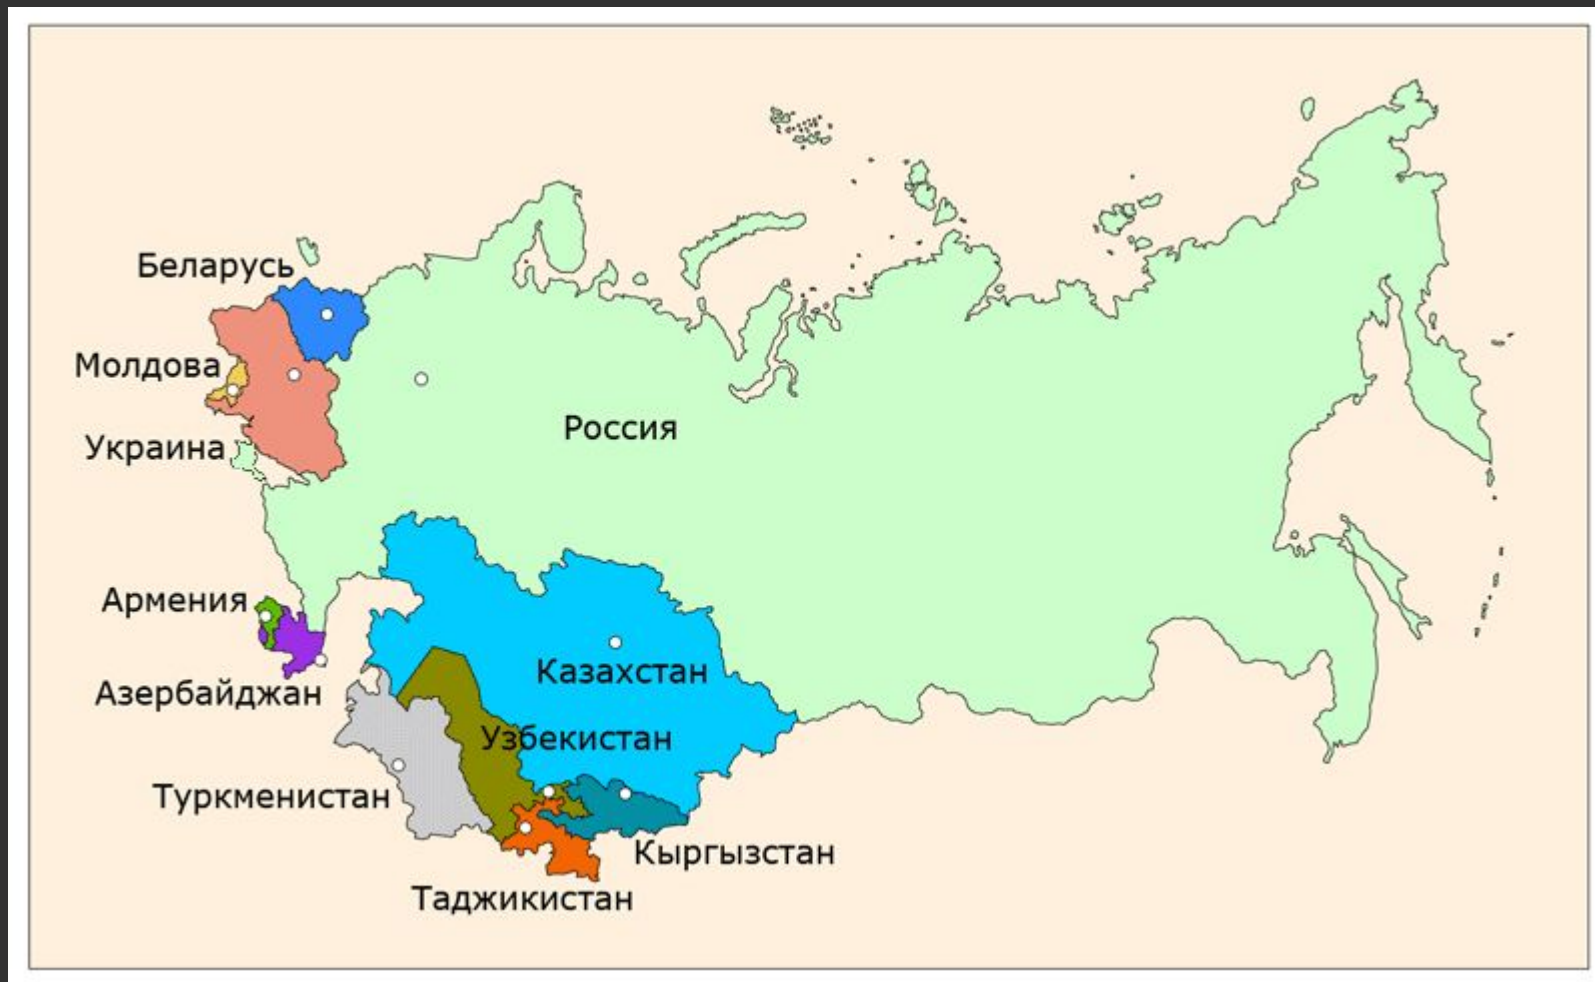 Беларусь
Молдова
Россия
Украина
Армения
Казахстан
Азербайджан
Узбекистан
Туркменистан
Кыргызстан
Таджикистан